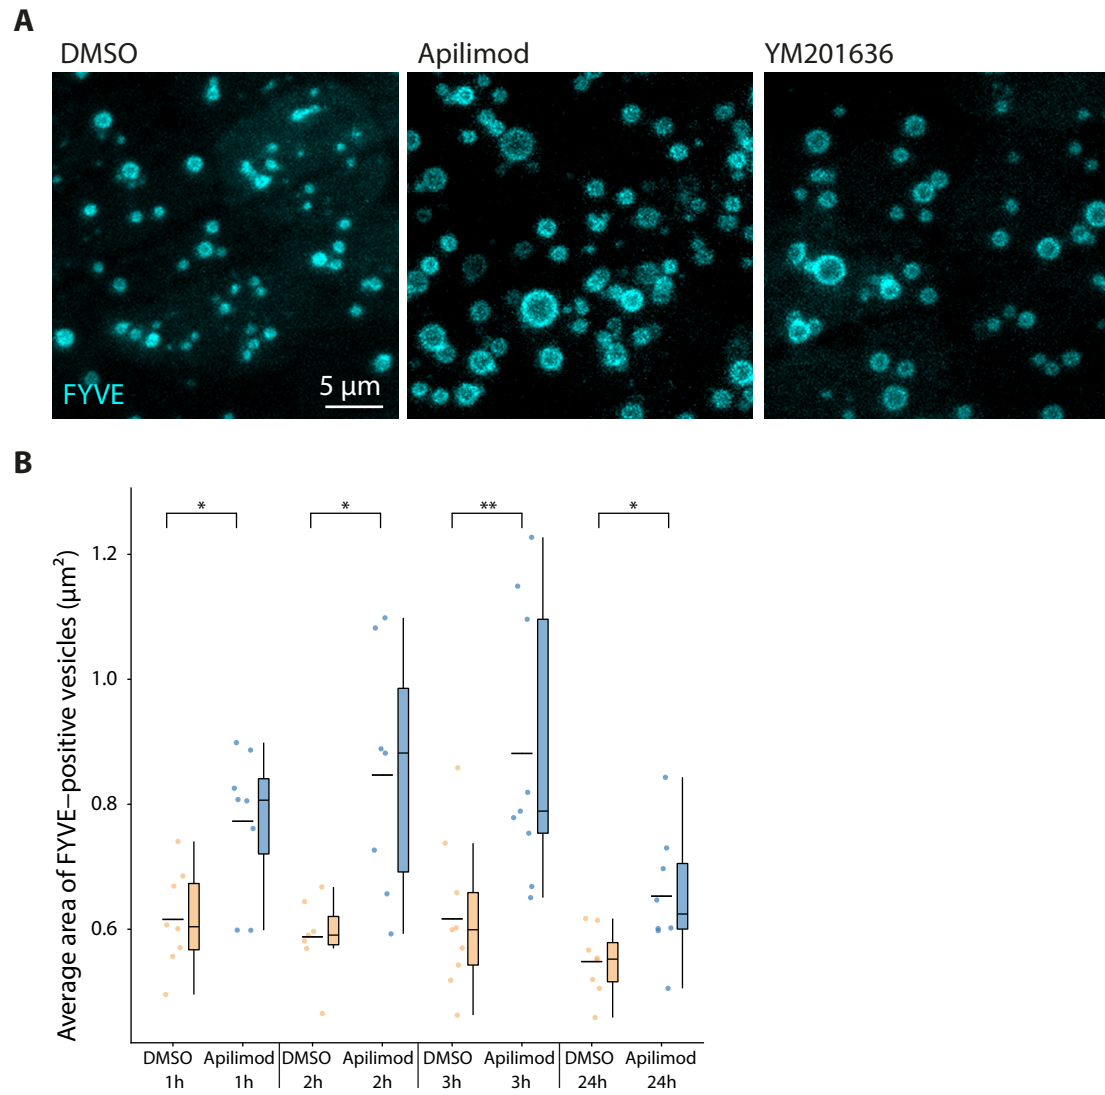 A
DMSO
Apilimod
YM201636
FYVE
5 µm
B
Average area of FYVE−positive vesicles (µm²)
* * ** *
1.2
1.0
0.8
0.6
DMSO Apilimod DMSO Apilimod DMSO Apilimod DMSO Apilimod
1h 1h 2h 2h 3h 3h 24h 24h